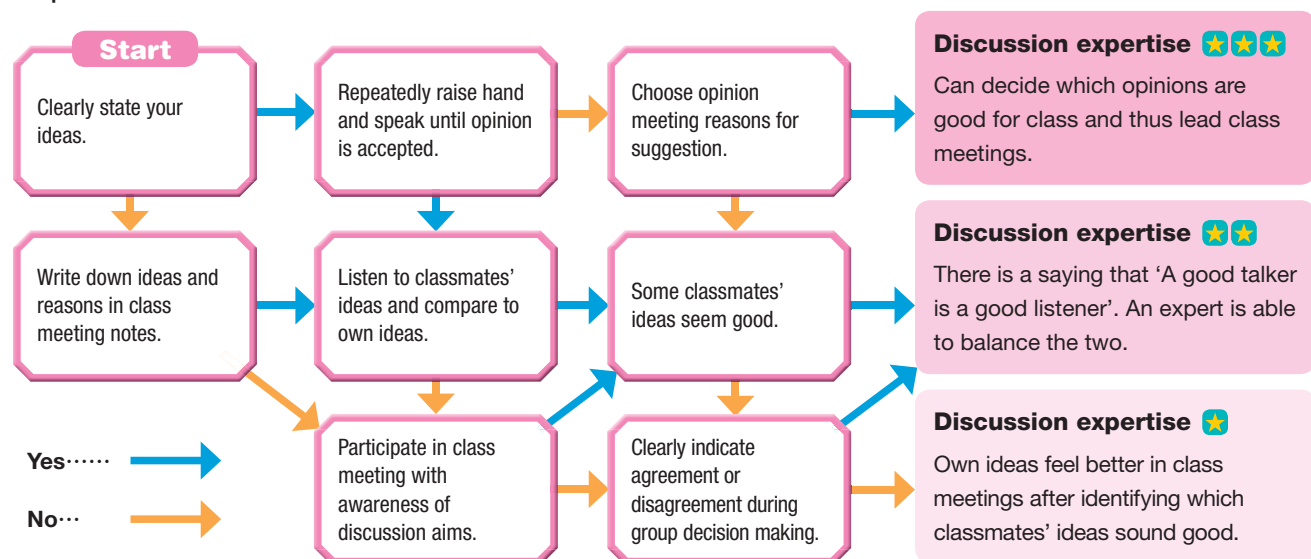 Start
Clearly state your
ideas.
Repeatedly raise hand
and speak until opinion
is accepted.
Choose opinion
meeting reasons for
suggestion.
Discussion expertise
Can decide which opinions are
good for class and thus lead class
meetings.
Write down ideas and
reasons in class
meeting notes.
Listen to classmates’
ideas and compare to
own ideas.
Some classmates’
ideas seem good.
Discussion expertise
There is a saying that ‘A good talker
is a good listener’. An expert is able
to balance the two.
Participate in class
meeting with
awareness of
discussion aims.
Clearly indicate
agreement or
disagreement during
group decision making.
Discussion expertise
Own ideas feel better in class
meetings after identifying which
classmates’ ideas sound good.
Yes······
No···